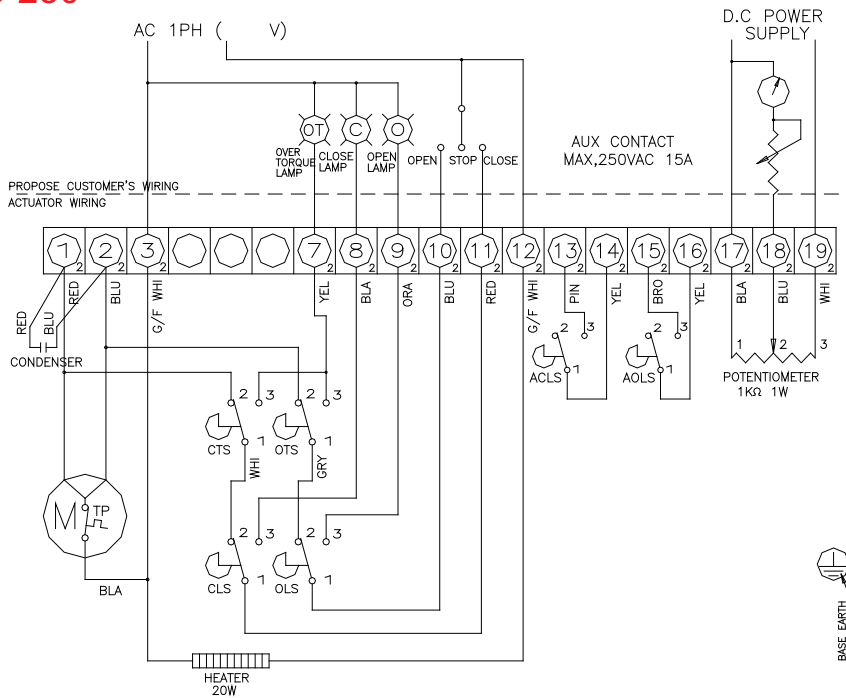 AC 1PH ( V)
D.C POWER
SUPPLY
OT
C
O
OVER
TORQUE
LAMP
CLOSE
LAMP
OPEN
LAMP
OPEN
STOP
CLOSE
AUX CONTACT
MAX,250VAC 15A
PROPOSE CUSTOMER'S WIRING
ACTUATOR WIRING
1 2 3 7 8 9 10 11 12 13 14 15 16 17 18 19
2 2 2 2 2 2 2 2 2 2 2 2 2 2 2 2
RED
BLU
RED
BLU
G/F WHI
YEL
BLA
ORA
BLU
RED
G/F WHI
PIN
YEL
BRO
YEL
BLA
BLU
WHI
CONDENSER
2 3
1
ACLS
2 3
1
AOLS
1 2 3
POTENTIOMETER
1KΩ 1W
2 3
1
CTS
2 3
1
OTS
WHI
GRY
M
TP
2 3
1
CLS
2 3
1
OLS
BLA
HEATER
20W
BASE EARTH